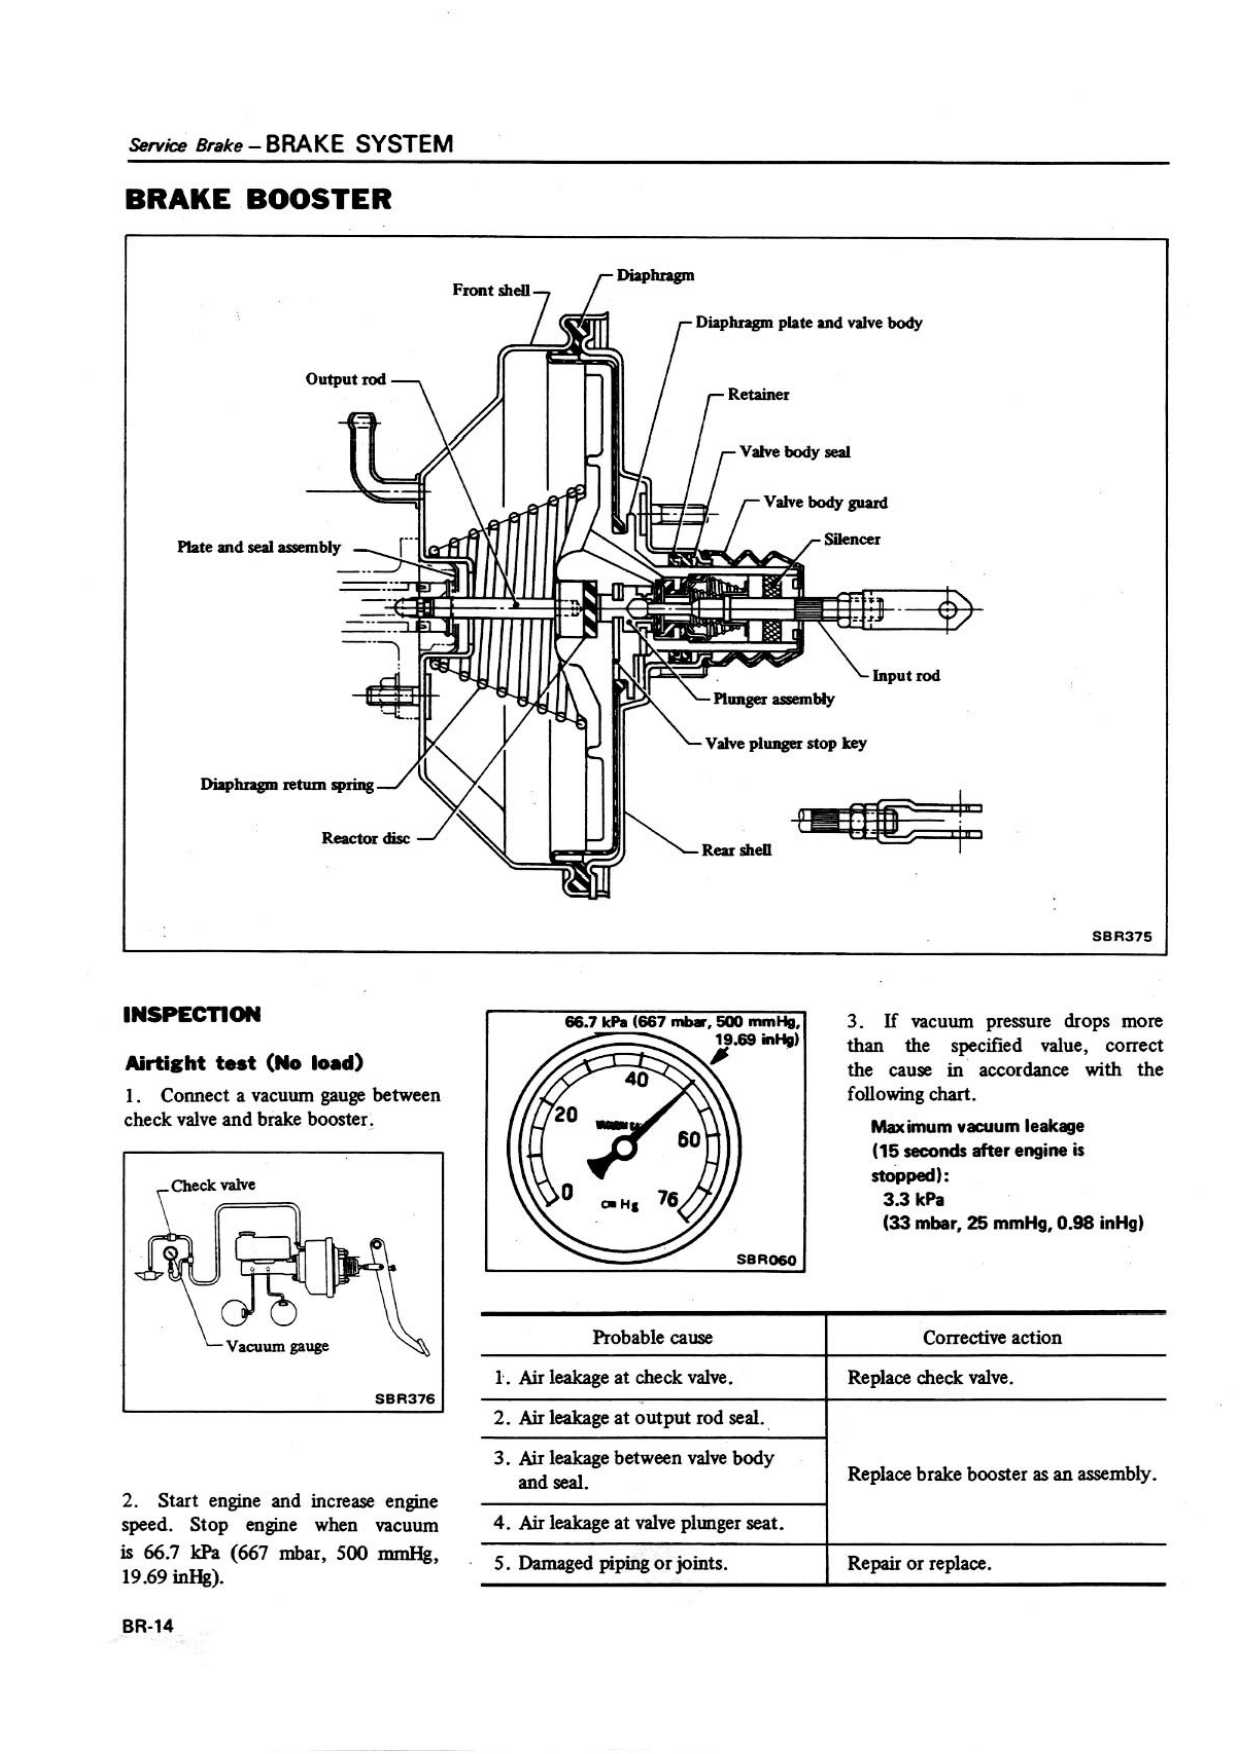 Service Brake – BRAKE SYSTEM
BRAKE BOOSTER
Diaphragm
Front shell
Diaphragm plate and valve body
Output rod
Retainer
Valve body seal
Valve body guard
Silencer
Plate and seal assembly
Input rod
Plunger assembly
Valve plunger stop key
Diaphragm return spring
Reactor disc
Rear shell
SBR375
INSPECTION
Airtight test (No load)
1. Connect a vacuum gauge between
check valve and brake booster.
Check valve
Vacuum gauge
SBR376
2. Start engine and increase engine
speed. Stop engine when vacuum
is 66.7 kPa (667 mbar, 500 mmHg,
19.69 inHg).
66.7 kPa (667 mbar, 500 mmHg,
19.69 inHg)
40
20
60
0
cmHg
76
SBR060
3. If vacuum pressure drops more
than the specified value, correct
the cause in accordance with the
following chart.
Maximum vacuum leakage
(15 seconds after engine is
stopped):
3.3 kPa
(33 mbar, 25 mmHg, 0.98 inHg)
Probable cause
Corrective action
1. Air leakage at check valve.
Replace check valve.
2. Air leakage at output rod seal.
3. Air leakage between valve body
and seal.
Replace brake booster as an assembly.
4. Air leakage at valve plunger seat.
5. Damaged piping or joints.
Repair or replace.
BR-14